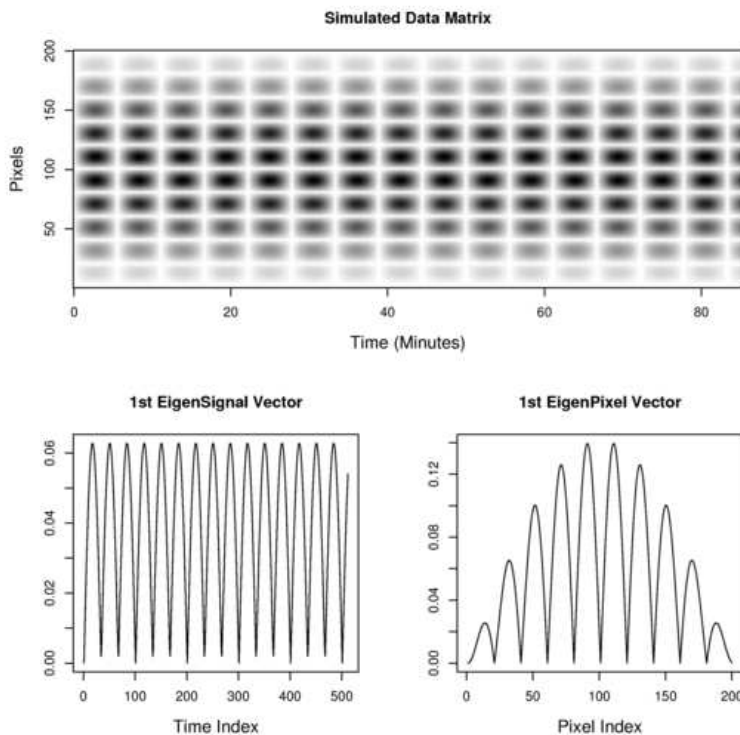 Simulated Data Matrix
Pixels
200
150
100
50
0 20 40 60 80
Time (Minutes)
1st EigenSignal Vector
0.06
0.04
0.02
0.00
0 100 200 300 400 500
Time Index
1st EigenPixel Vector
0.12
0.08
0.04
0.00
0 50 100 150 200
Pixel Index